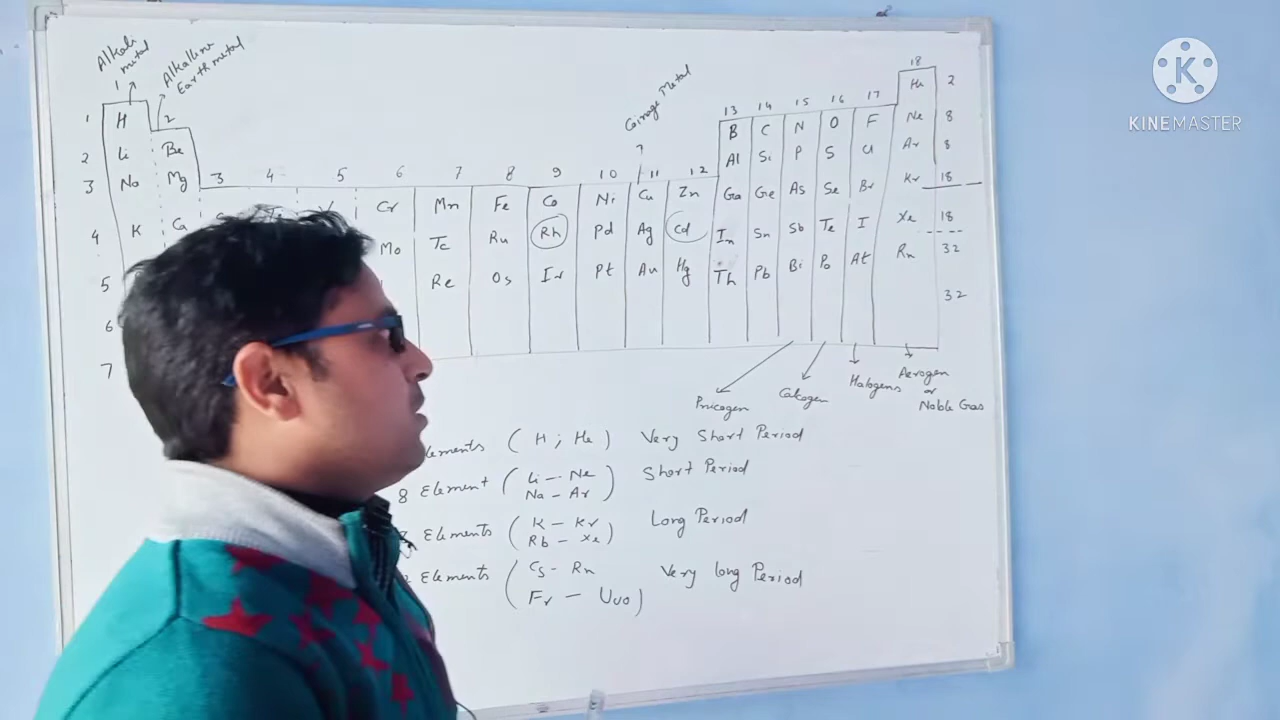 KINEMASTER
Alkali metal
Alkaline Earth metal
Coinage Metal
18
1
13 14 15 16 17
He 2
1 H 2
B C N O F Ne 8
2 Li Be
Al Si P S Cl Ar 8
3 Na Mg 3 4 5 6 7 8 9 10 11 12
4 K Ca Cr Mn Fe Co Ni Cu Zn Ga Ge As Se Br Kr 18
5 Mo Tc Ru Rh Pd Ag Cd In Sn Sb Te I Xe 18
6 Re Os Ir Pt Au Hg Th Pb Bi Po At Rn 32
7 32
Pnicogen Calcogen Halogens Aerogen or Noble Gas
lements (H ; He) Very Short Period
8 Element (Li - Ne Na - Ar) Short Period
Elements (K - Kr Rb - Xe) Long Period
Elements (Cs - Rn Fr - Uuo) Very long Period